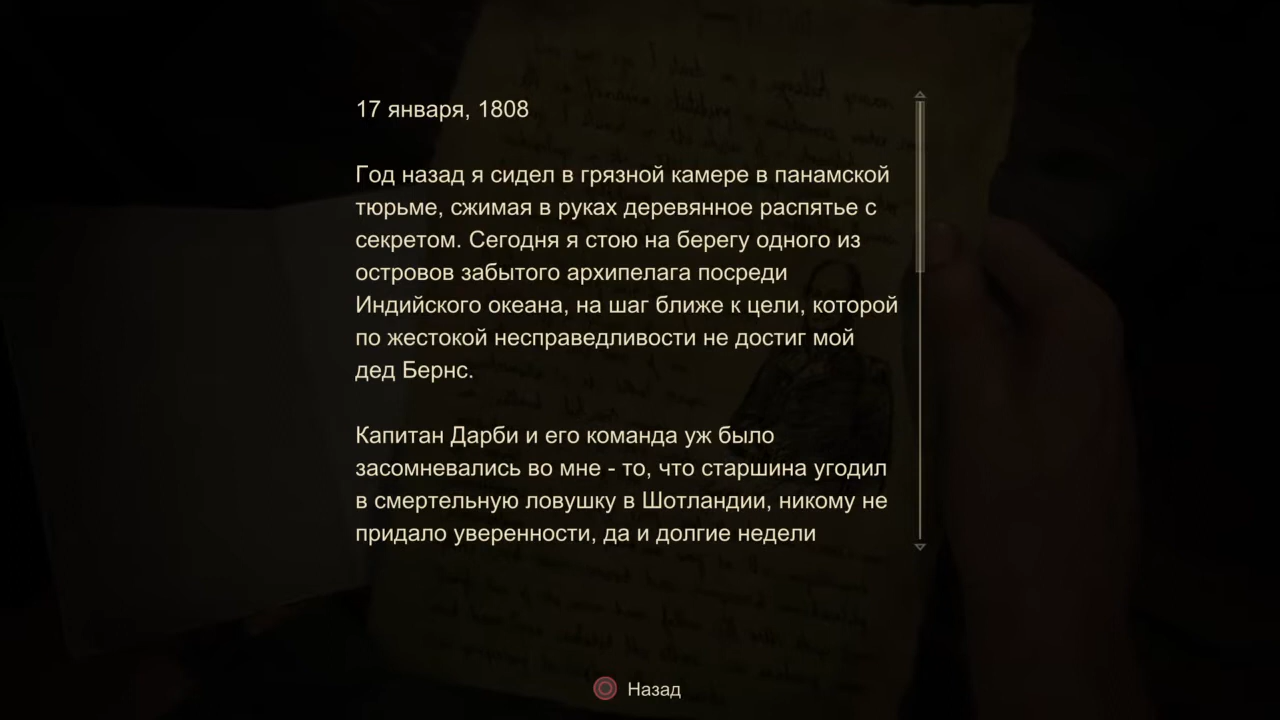 17 января, 1808
Год назад я сидел в грязной камере в панамской
тюрьме, сжимая в руках деревянное распятье с
секретом. Сегодня я стою на берегу одного из
островов забытого архипелага посреди
Индийского океана, на шаг ближе к цели, которой
по жестокой несправедливости не достиг мой
дед Бернс.
Капитан Дарби и его команда уж было
засомневались во мне - то, что старшина угодил
в смертельную ловушку в Шотландии, никому не
придало уверенности, да и долгие недели
Назад